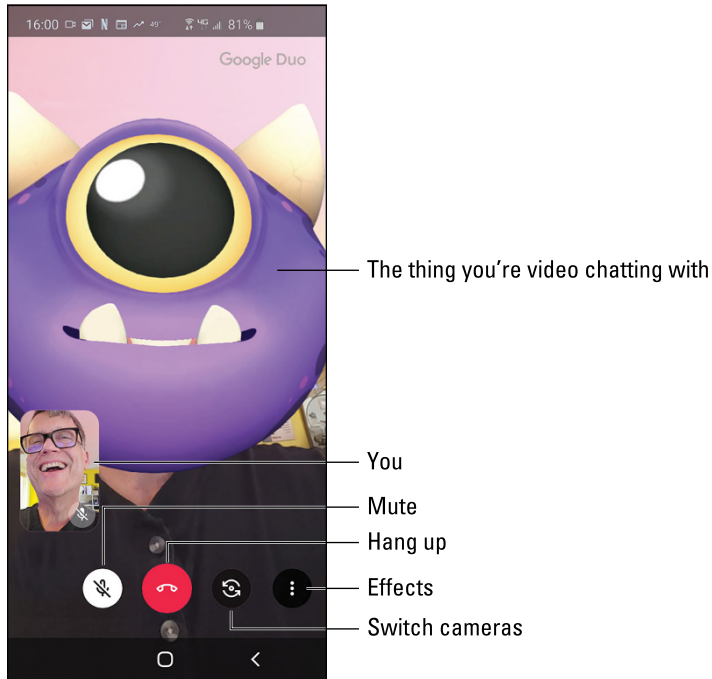 16:00 N 49° 4G 81%
Google Duo
The thing you're video chatting with
You
Mute
Hang up
Effects
Switch cameras